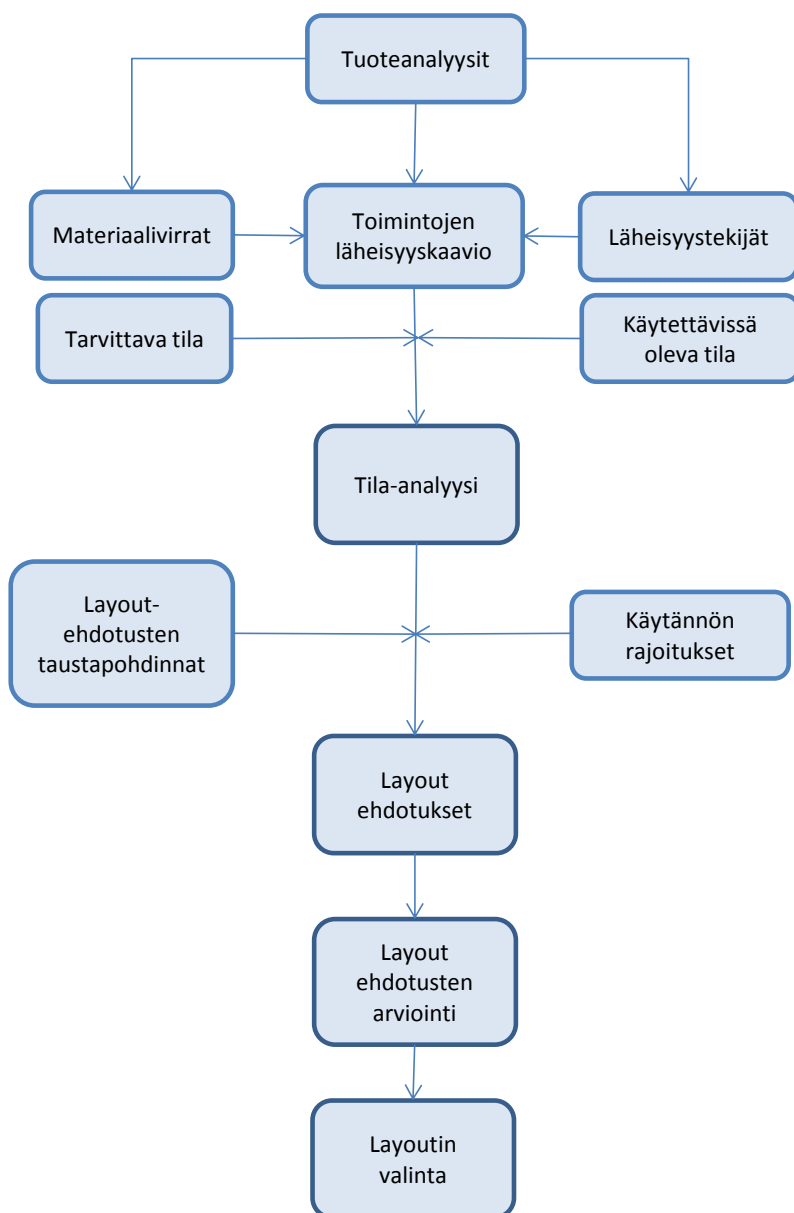 Tuoteanalyysit
Materiaalivirrat
Toimintojen
läheisyyskaavio
Läheisyystekijät
Tarvittava tila
Käytettävissä
oleva tila
Tila-analyysi
Layout-
ehdotusten
taustapohdinnat
Käytännön
rajoitukset
Layout
ehdotukset
Layout
ehdotusten
arviointi
Layoutin
valinta